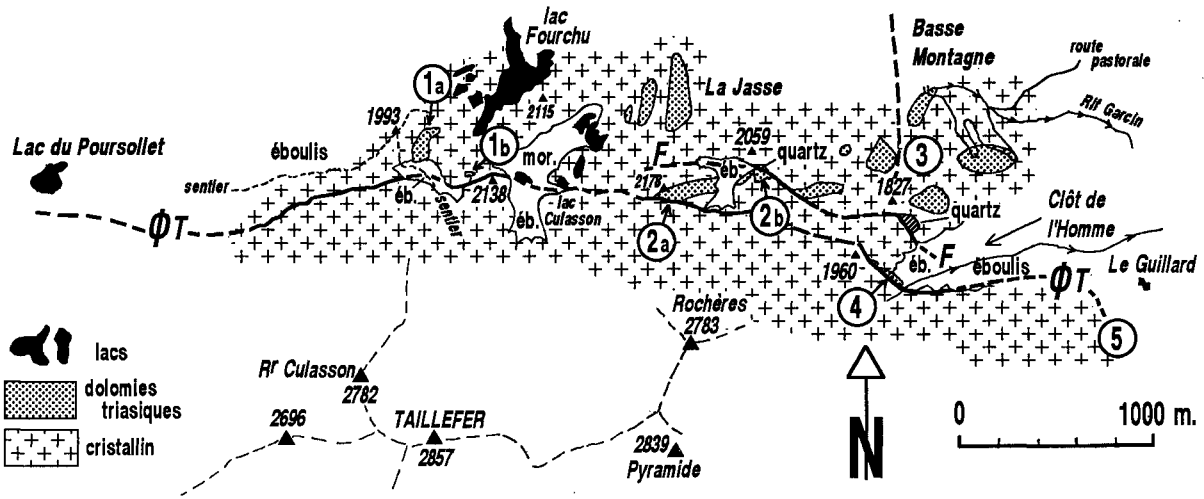 lac
Fourchu
Basse
Montagne
route
pastorale
1a
La Jasse
1993
2115
Rif Garcin
Lac du Poursollet
éboulis
1b
mor.
F
2059
quartz
3
sentier
éb.
2176
1827
éb.
sentier
2138
lac
Culasson
2b
quartz
Clôt de
l'Homme
ΦT
éb.
2a
1960
éb.
F
éboulis
ΦT
Le Guillard
Rochères
2783
4
5
lacs
Rr Culasson
2782
dolomies
triasiques
0
1000 m.
2696
TAILLEFER
2857
cristallin
2839
Pyramide
N